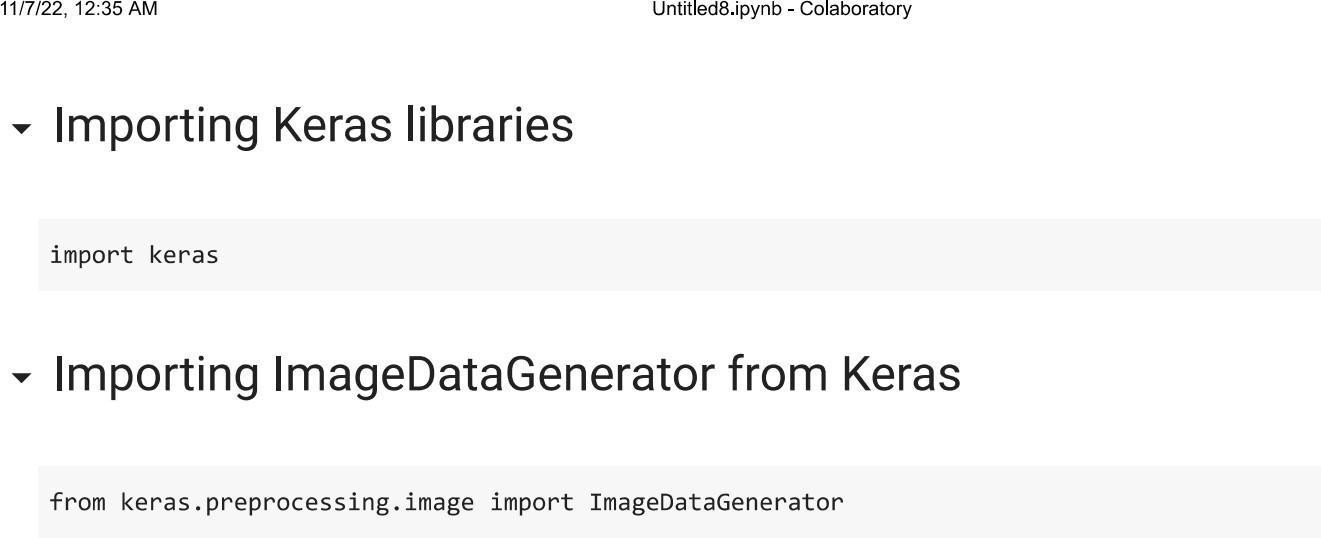 11/7/22, 12:35 AM Untitled8.ipynb - Colaboratory
Importing Keras libraries
import keras
Importing ImageDataGenerator from Keras
from keras.preprocessing.image import ImageDataGenerator